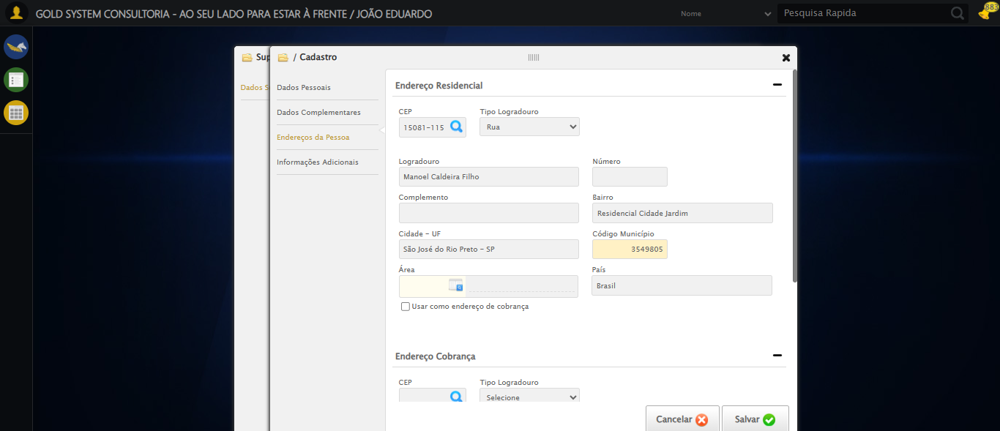 GOLD SYSTEM CONSULTORIA - AO SEU LADO PARA ESTAR À FRENTE / JOÃO EDUARDO
Nome
Pesquisa Rapida
883
Sup
/ Cadastro
Dados S
Dados Pessoais
Dados Complementares
Endereços da Pessoa
Informações Adicionais
Endereço Residencial
CEP
Tipo Logradouro
15081-115
Rua
Logradouro
Número
Manoel Caldeira Filho
Complemento
Bairro
Residencial Cidade Jardim
Cidade - UF
Código Município
São José do Rio Preto - SP
3549805
Área
País
Brasil
Usar como endereço de cobrança
Endereço Cobrança
CEP
Tipo Logradouro
Selecione
Cancelar
Salvar